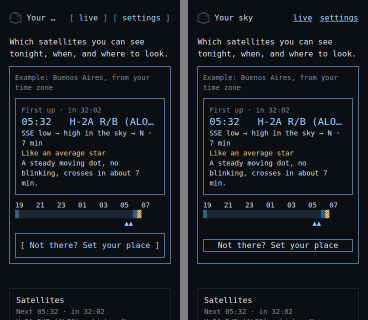 Your … [ live ] [ settings ]
Which satellites you can see
tonight, when, and where to look.
Example: Buenos Aires, from your
time zone
First up · in 32:02
05:32 H-2A R/B (ALO…
SSE low → high in the sky → N ·
7 min
Like an average star
A steady moving dot, no
blinking, crosses in about 7
min.
19 21 23 01 03 05 07
[ Not there? Set your place ]
Satellites
Next 05:32 · in 32:02
Your sky live settings
Which satellites you can see
tonight, when, and where to look.
Example: Buenos Aires, from your
time zone
First up · in 32:02
05:32 H-2A R/B (ALO…
SSE low → high in the sky → N ·
7 min
Like an average star
A steady moving dot, no
blinking, crosses in about 7
min.
19 21 23 01 03 05 07
Not there? Set your place
Satellites
Next 05:32 · in 32:02